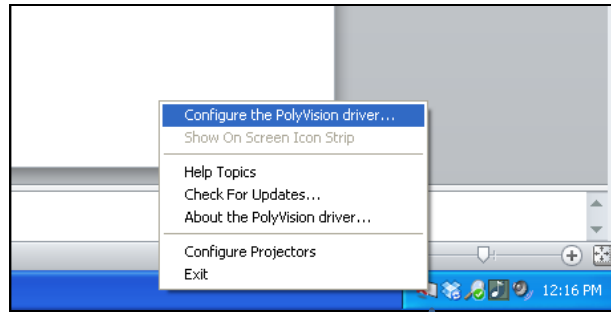 Configure the PolyVision driver...
Show On Screen Icon Strip
Help Topics
Check For Updates...
About the PolyVision driver...
Configure Projectors
Exit
12:16 PM